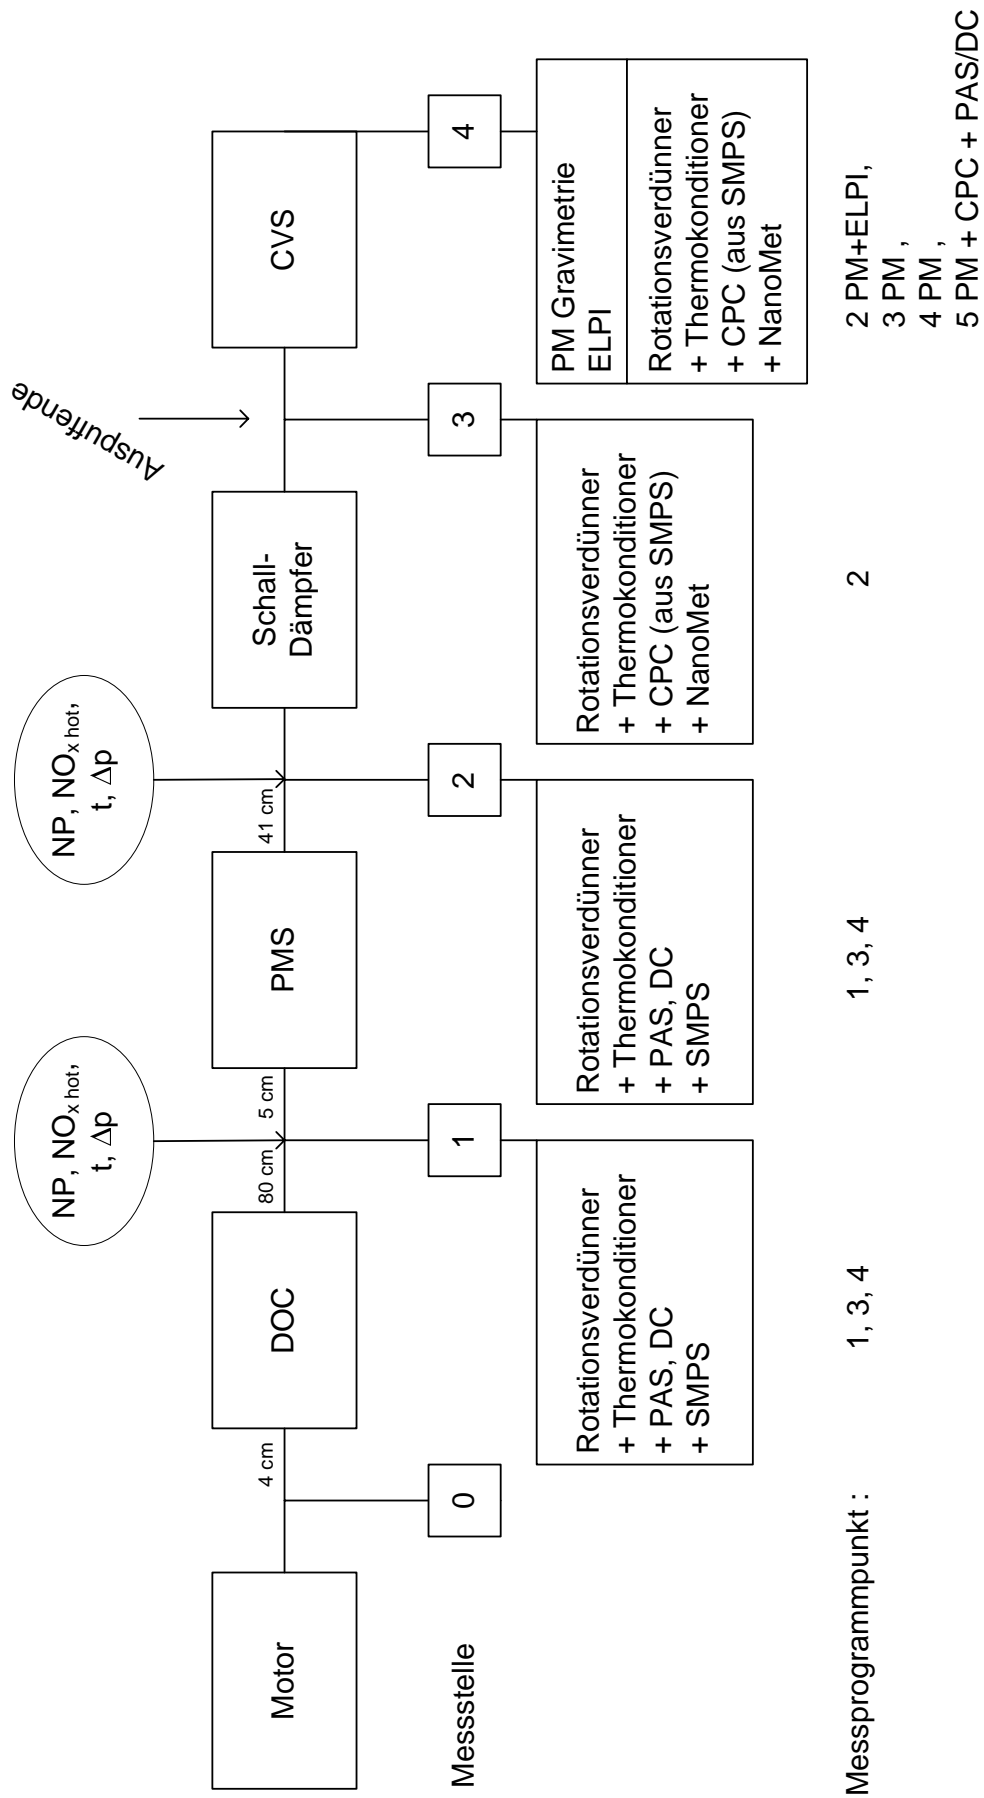 Auspuffende
NP, NOx hot,
t, Δp
NP, NOx hot,
t, Δp
Motor
4 cm
DOC
80 cm
5 cm
PMS
41 cm
Schall-
Dämpfer
CVS
Messstelle
0
1
2
3
4
Rotationsverdünner
+ Thermokonditioner
+ PAS, DC
+ SMPS
Rotationsverdünner
+ Thermokonditioner
+ PAS, DC
+ SMPS
Rotationsverdünner
+ Thermokonditioner
+ CPC (aus SMPS)
+ NanoMet
PM Gravimetrie
ELPI
Rotationsverdünner
+ Thermokonditioner
+ CPC (aus SMPS)
+ NanoMet
Messprogrammpunkt :
1, 3, 4
1, 3, 4
2
2 PM+ELPI,
3 PM ,
4 PM ,
5 PM + CPC + PAS/DC